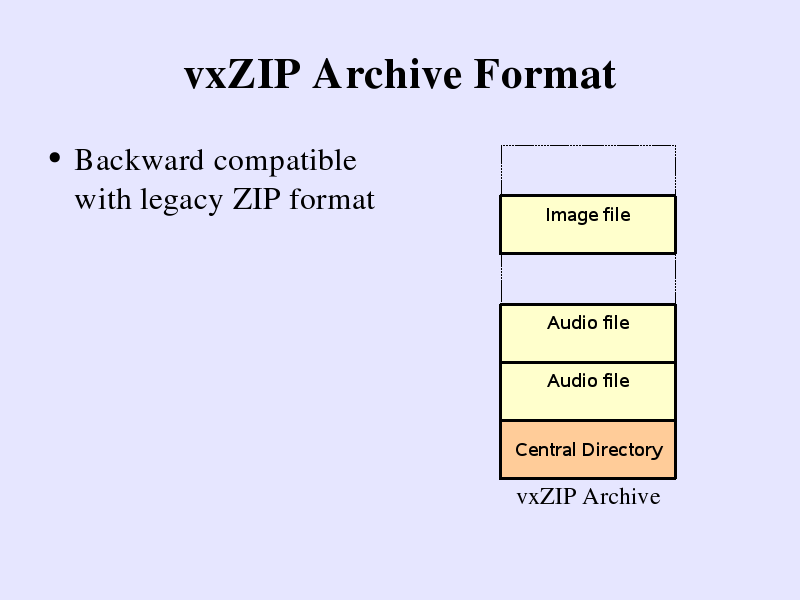 vxZIP Archive Format
• Backward compatible
with legacy ZIP format
Image file
Audio file
Audio file
Central Directory
vxZIP Archive